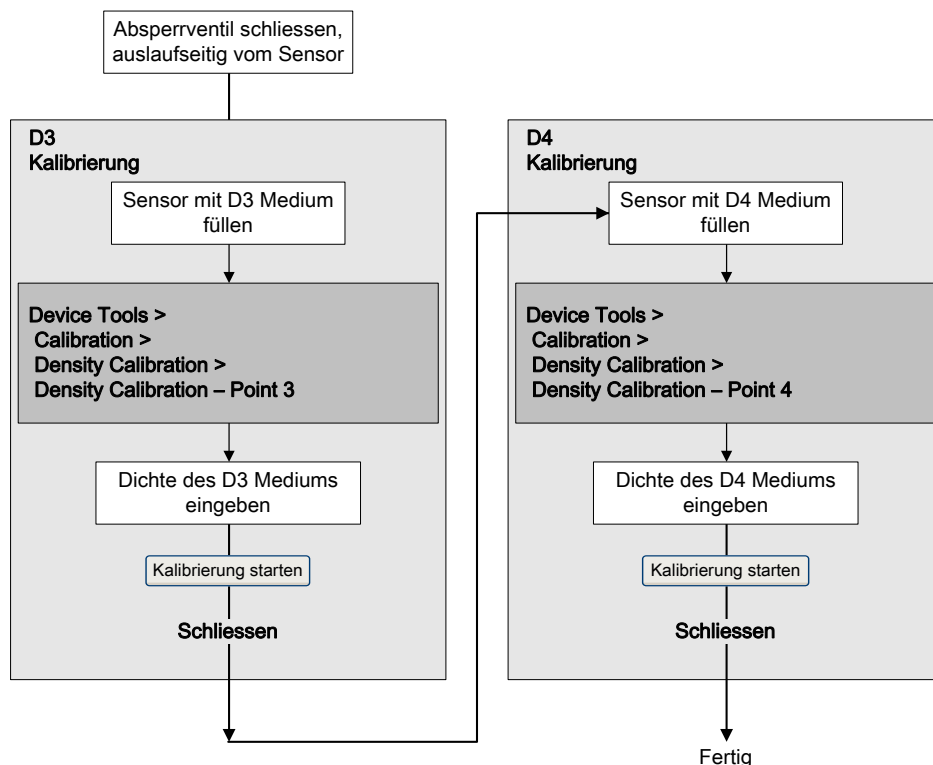 Absperrventil schliessen,
auslaufseitig vom Sensor
D3
Kalibrierung
Sensor mit D3 Medium
füllen
Device Tools >
Calibration >
Density Calibration >
Density Calibration – Point 3
Dichte des D3 Mediums
eingeben
Kalibrierung starten
Schliessen
D4
Kalibrierung
Sensor mit D4 Medium
füllen
Device Tools >
Calibration >
Density Calibration >
Density Calibration – Point 4
Dichte des D4 Mediums
eingeben
Kalibrierung starten
Schliessen
Fertig